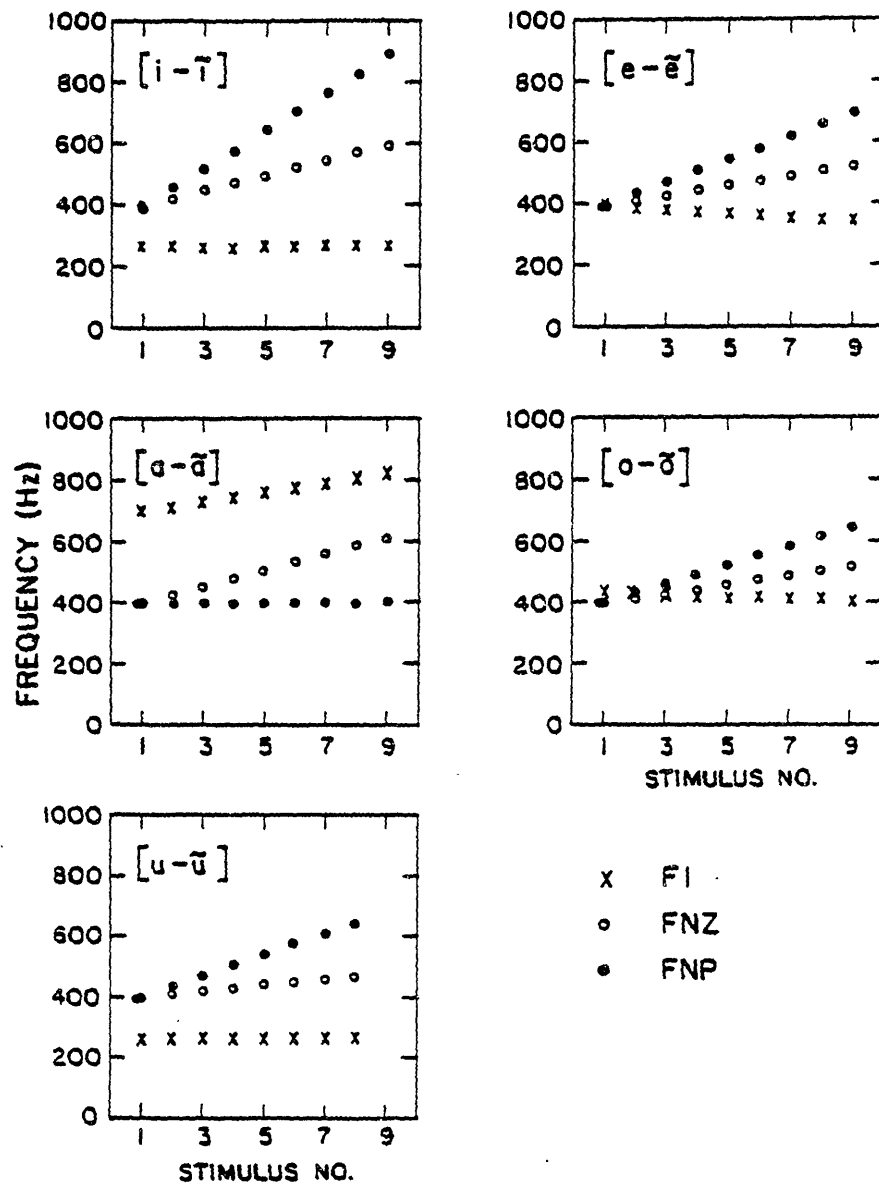 [i - ĩ]
1000
800
600
400
200
0
1 3 5 7 9
[e - ẽ]
1000
800
600
400
200
0
1 3 5 7 9
FREQUENCY (Hz)
[a - ã]
1000
800
600
400
200
0
1 3 5 7 9
[o - õ]
1000
800
600
400
200
0
1 3 5 7 9
STIMULUS NO.
[u - ũ]
1000
800
600
400
200
0
1 3 5 7 9
STIMULUS NO.
x F1
o FNZ
• FNP